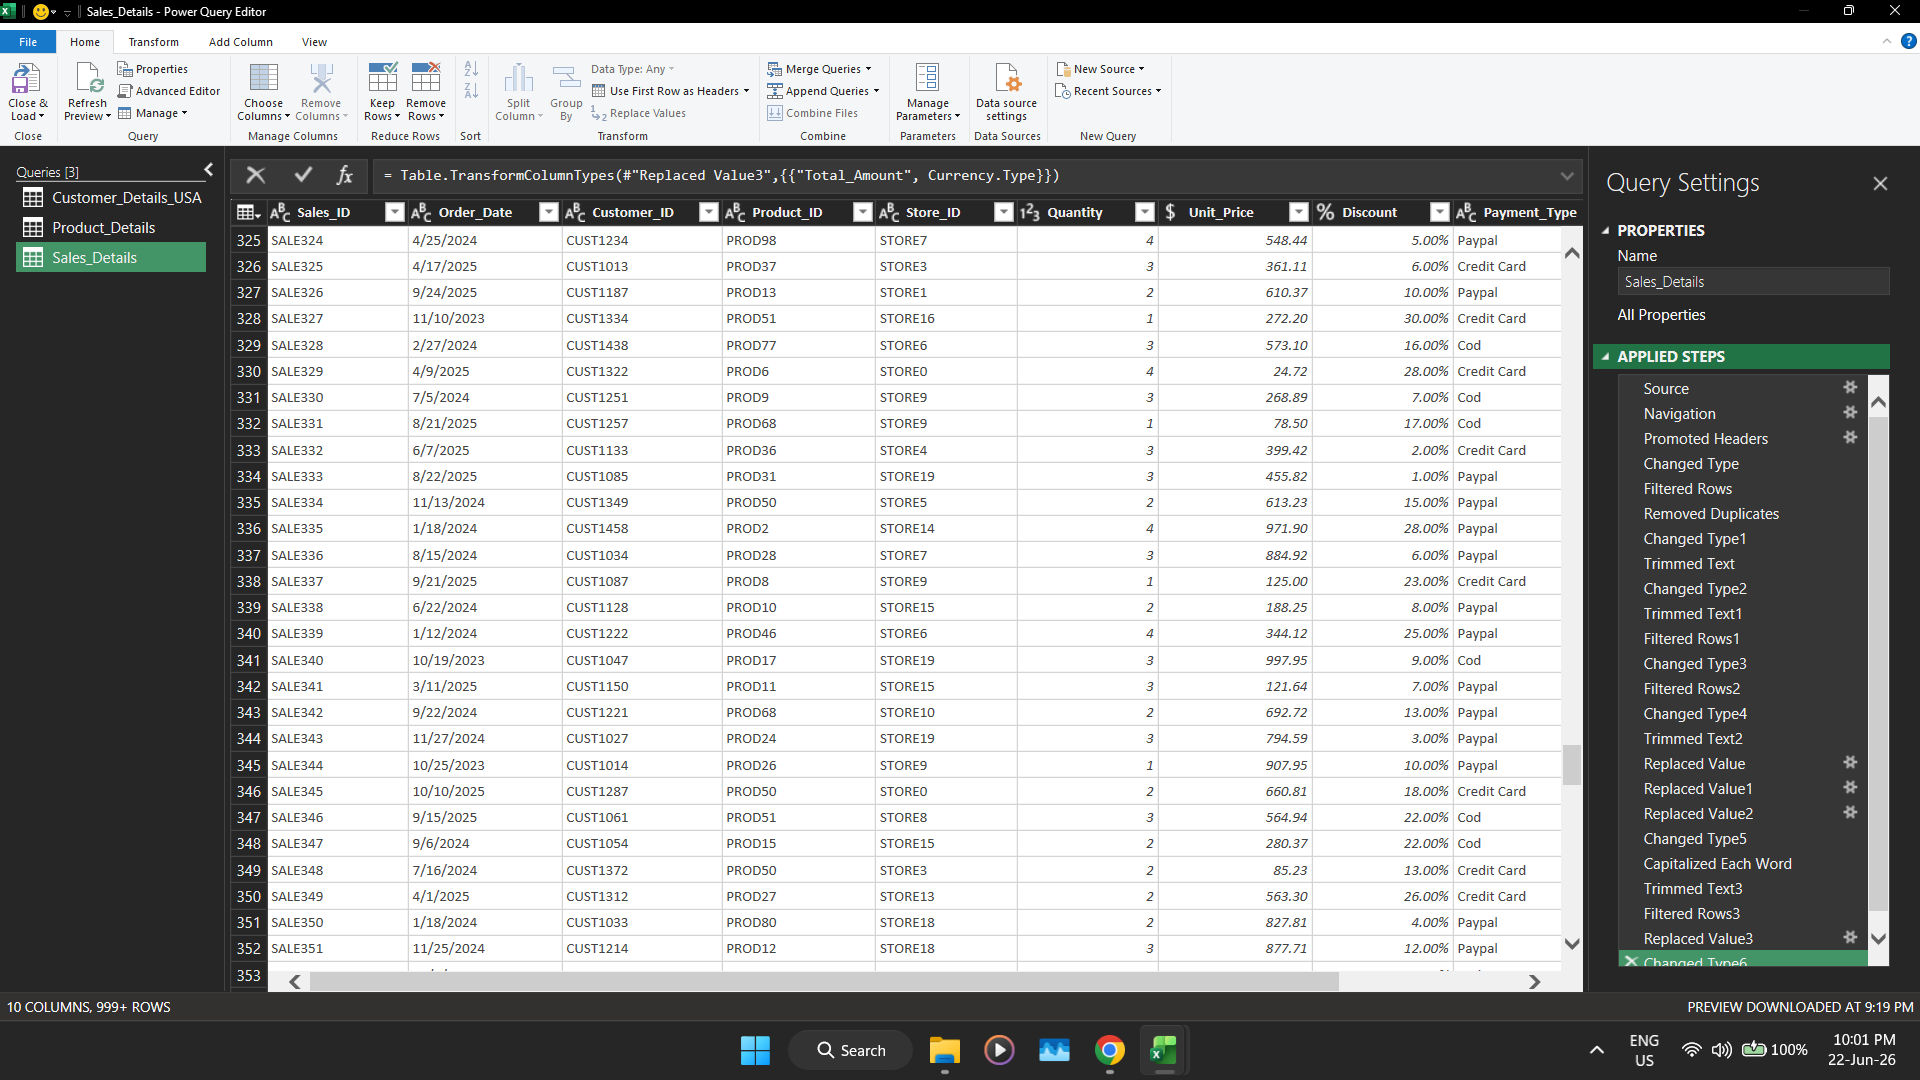 Sales_Details - Power Query Editor
File
Home
Transform
Add Column
View
Close & Load
Close
Refresh Preview
Properties
Advanced Editor
Manage
Query
Choose Columns
Remove Columns
Manage Columns
Keep Rows
Remove Rows
Reduce Rows
Sort
Split Column
Group By
Data Type: Any
Use First Row as Headers
Replace Values
Transform
Merge Queries
Append Queries
Combine Files
Combine
Manage Parameters
Parameters
Data source settings
Data Sources
New Source
Recent Sources
New Query
Queries [3]
Customer_Details_USA
Product_Details
Sales_Details
= Table.TransformColumnTypes(#"Replaced Value3",{{"Total_Amount", Currency.Type}})
Sales_ID Order_Date Customer_ID Product_ID Store_ID Quantity Unit_Price Discount Payment_Type
325 SALE324 4/25/2024 CUST1234 PROD98 STORE7 4 548.44 5.00% Paypal
326 SALE325 4/17/2025 CUST1013 PROD37 STORE3 3 361.11 6.00% Credit Card
327 SALE326 9/24/2025 CUST1187 PROD13 STORE1 2 610.37 10.00% Paypal
328 SALE327 11/10/2023 CUST1334 PROD51 STORE16 1 272.20 30.00% Credit Card
329 SALE328 2/27/2024 CUST1438 PROD77 STORE6 3 573.10 16.00% Cod
330 SALE329 4/9/2025 CUST1322 PROD6 STORE0 4 24.72 28.00% Credit Card
331 SALE330 7/5/2024 CUST1251 PROD9 STORE9 3 268.89 7.00% Cod
332 SALE331 8/21/2025 CUST1257 PROD68 STORE9 1 78.50 17.00% Cod
333 SALE332 6/7/2025 CUST1133 PROD36 STORE4 3 399.42 2.00% Credit Card
334 SALE333 8/22/2025 CUST1085 PROD31 STORE19 3 455.82 1.00% Paypal
335 SALE334 11/13/2024 CUST1349 PROD50 STORE5 2 613.23 15.00% Paypal
336 SALE335 1/18/2024 CUST1458 PROD2 STORE14 4 971.90 28.00% Paypal
337 SALE336 8/15/2024 CUST1034 PROD28 STORE7 3 884.92 6.00% Paypal
338 SALE337 9/21/2025 CUST1087 PROD8 STORE9 1 125.00 23.00% Credit Card
339 SALE338 6/22/2024 CUST1128 PROD10 STORE15 2 188.25 8.00% Paypal
340 SALE339 1/12/2024 CUST1222 PROD46 STORE6 4 344.12 25.00% Paypal
341 SALE340 10/19/2023 CUST1047 PROD17 STORE19 3 997.95 9.00% Cod
342 SALE341 3/11/2025 CUST1150 PROD11 STORE15 3 121.64 7.00% Paypal
343 SALE342 9/22/2024 CUST1221 PROD68 STORE10 2 692.72 13.00% Paypal
344 SALE343 11/27/2024 CUST1027 PROD24 STORE19 3 794.59 3.00% Paypal
345 SALE344 10/25/2023 CUST1014 PROD26 STORE9 1 907.95 10.00% Paypal
346 SALE345 10/10/2025 CUST1287 PROD50 STORE0 2 660.81 18.00% Credit Card
347 SALE346 9/15/2025 CUST1061 PROD51 STORE8 3 564.94 22.00% Cod
348 SALE347 9/6/2024 CUST1054 PROD15 STORE15 2 280.37 22.00% Cod
349 SALE348 7/16/2024 CUST1372 PROD50 STORE3 2 85.23 13.00% Credit Card
350 SALE349 4/1/2025 CUST1312 PROD27 STORE13 2 563.30 26.00% Credit Card
351 SALE350 1/18/2024 CUST1033 PROD80 STORE18 2 827.81 4.00% Paypal
352 SALE351 11/25/2024 CUST1214 PROD12 STORE18 3 877.71 12.00% Paypal
353
Query Settings
PROPERTIES
Name
Sales_Details
All Properties
APPLIED STEPS
Source
Navigation
Promoted Headers
Changed Type
Filtered Rows
Removed Duplicates
Changed Type1
Trimmed Text
Changed Type2
Trimmed Text1
Filtered Rows1
Changed Type3
Filtered Rows2
Changed Type4
Trimmed Text2
Replaced Value
Replaced Value1
Replaced Value2
Changed Type5
Capitalized Each Word
Trimmed Text3
Filtered Rows3
Replaced Value3
Changed Type6
10 COLUMNS, 999+ ROWS
PREVIEW DOWNLOADED AT 9:19 PM
Search
ENG
US
100%
10:01 PM
22-Jun-26